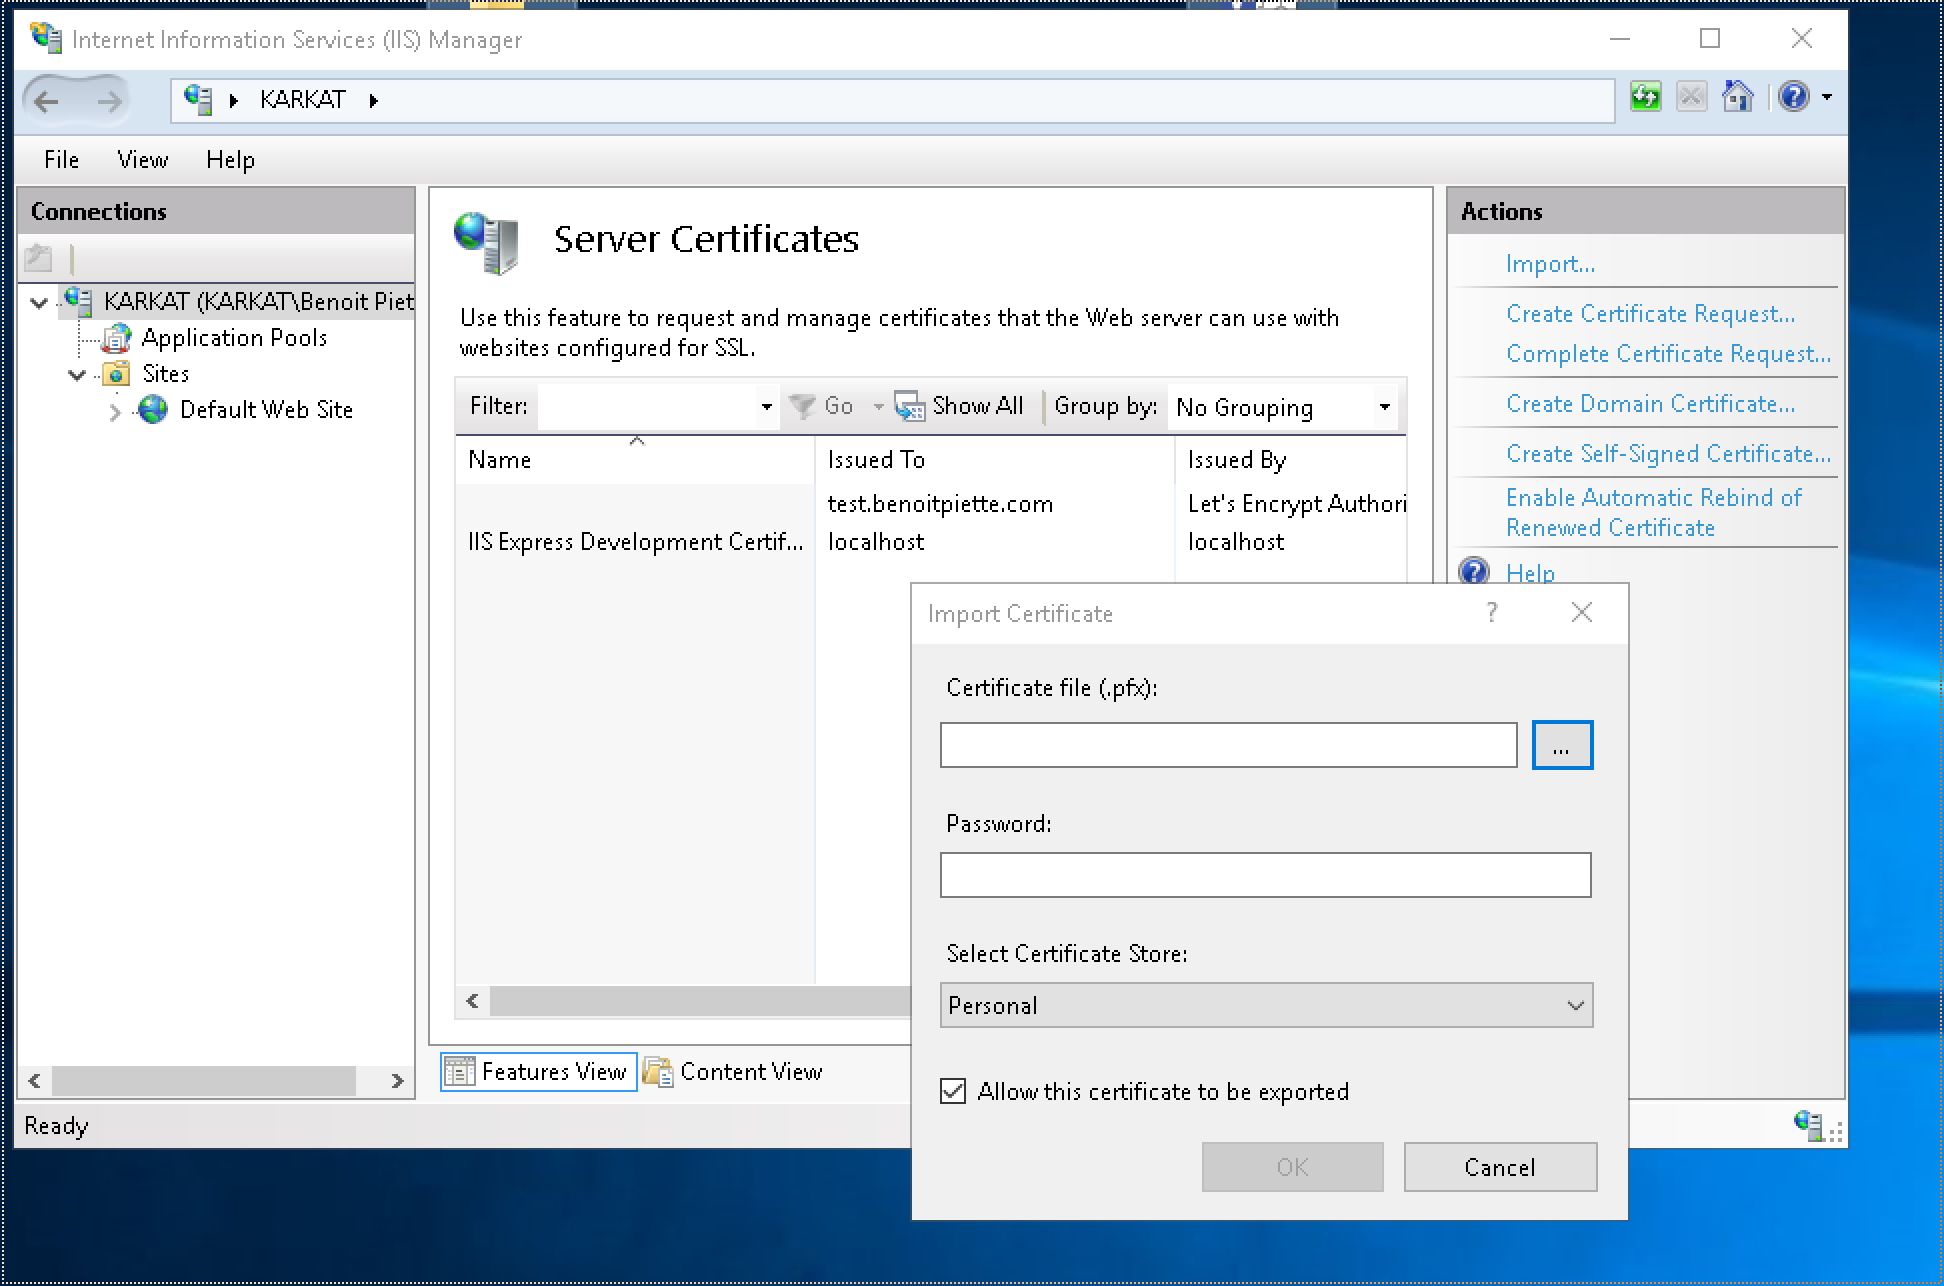 Internet Information Services (IIS) Manager
KARKAT
File View Help
Connections
KARKAT (KARKAT\Benoit Piet
Application Pools
Sites
Default Web Site
Server Certificates
Use this feature to request and manage certificates that the Web server can use with
websites configured for SSL.
Filter: Go Show All Group by: No Grouping
Name Issued To Issued By
test.benoitpiette.com Let's Encrypt Authori
IIS Express Development Certif... localhost localhost
Features View Content View
Actions
Import...
Create Certificate Request...
Complete Certificate Request...
Create Domain Certificate...
Create Self-Signed Certificate...
Enable Automatic Rebind of
Renewed Certificate
Help
Import Certificate
Certificate file (.pfx):
...
Password:
Select Certificate Store:
Personal
Allow this certificate to be exported
OK Cancel
Ready